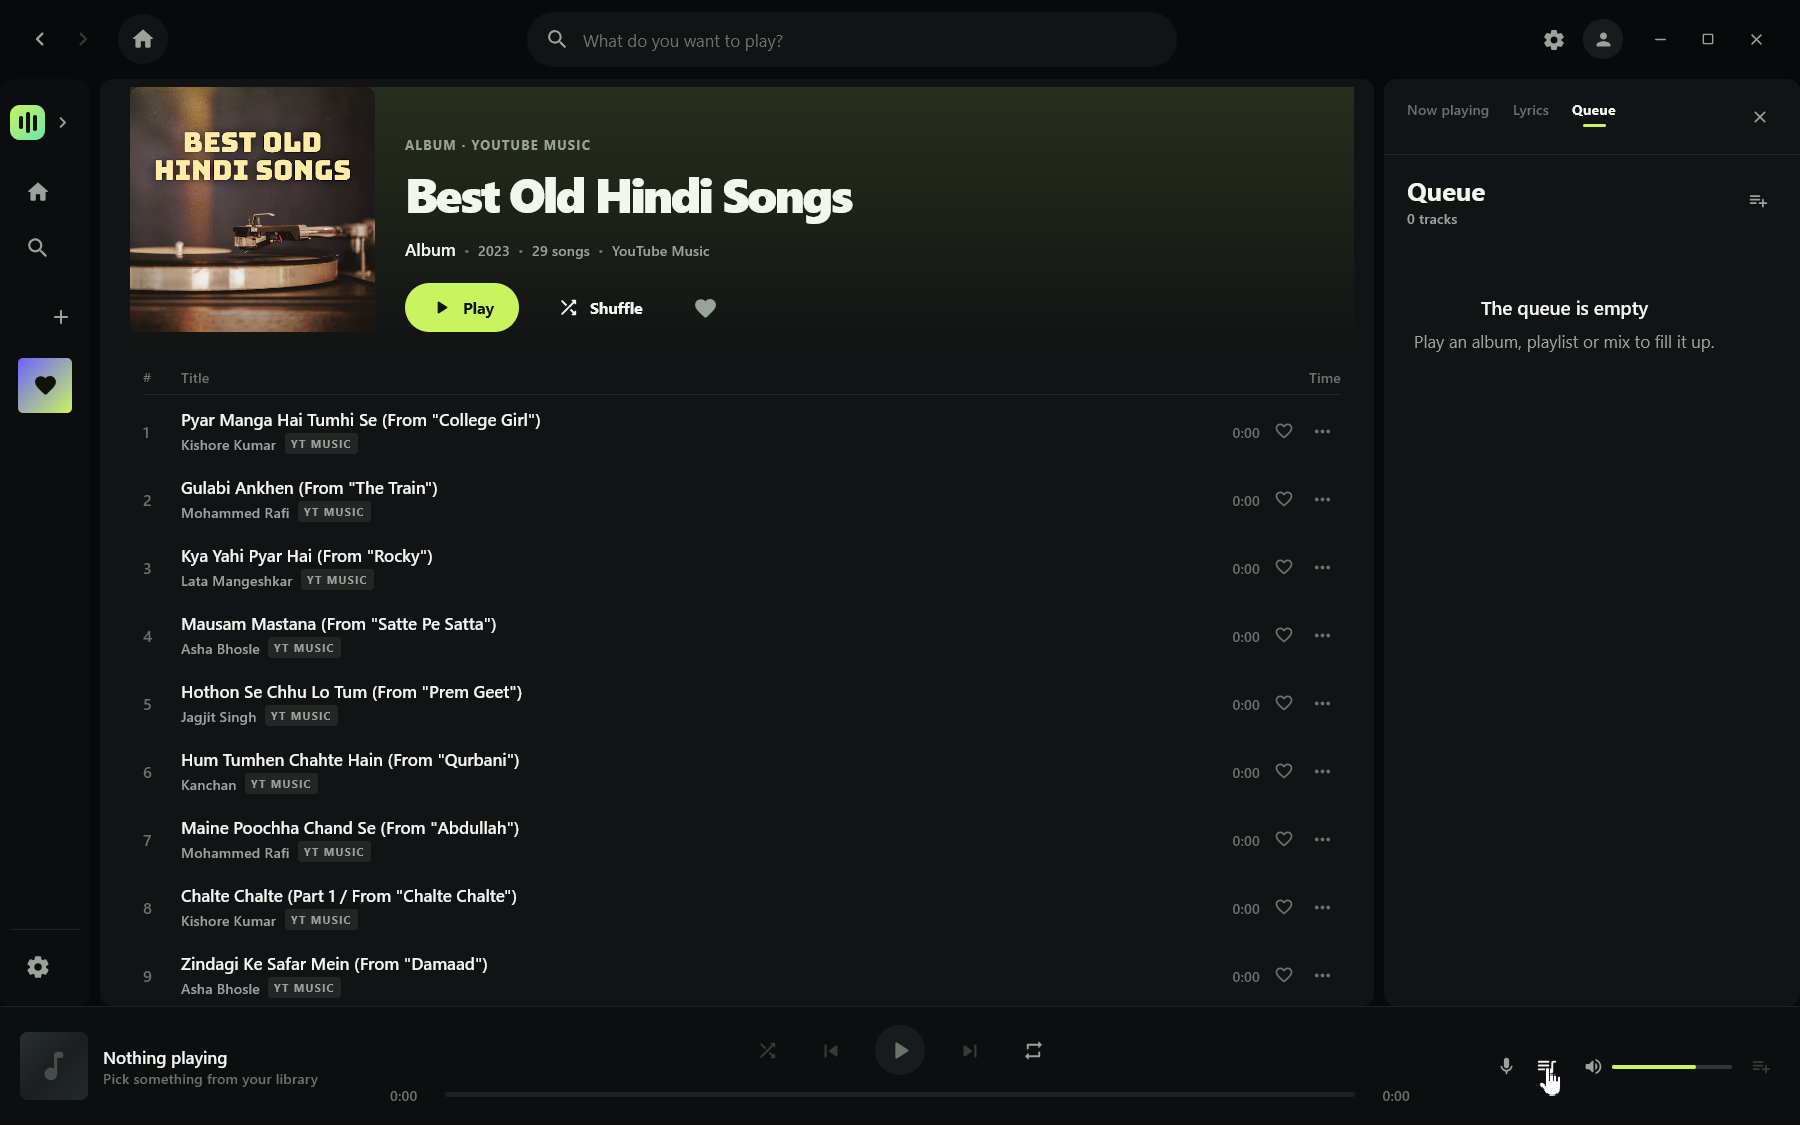 What do you want to play?
BEST OLD
HINDI SONGS
ALBUM · YOUTUBE MUSIC
Best Old Hindi Songs
Album · 2023 · 29 songs · YouTube Music
Play
Shuffle
# Title Time
1 Pyar Manga Hai Tumhi Se (From "College Girl") 0:00
Kishore Kumar YT MUSIC
2 Gulabi Ankhen (From "The Train") 0:00
Mohammed Rafi YT MUSIC
3 Kya Yahi Pyar Hai (From "Rocky") 0:00
Lata Mangeshkar YT MUSIC
4 Mausam Mastana (From "Satte Pe Satta") 0:00
Asha Bhosle YT MUSIC
5 Hothon Se Chhu Lo Tum (From "Prem Geet") 0:00
Jagjit Singh YT MUSIC
6 Hum Tumhen Chahte Hain (From "Qurbani") 0:00
Kanchan YT MUSIC
7 Maine Poochha Chand Se (From "Abdullah") 0:00
Mohammed Rafi YT MUSIC
8 Chalte Chalte (Part 1 / From "Chalte Chalte") 0:00
Kishore Kumar YT MUSIC
9 Zindagi Ke Safar Mein (From "Damaad") 0:00
Asha Bhosle YT MUSIC
Now playing Lyrics Queue
Queue
0 tracks
The queue is empty
Play an album, playlist or mix to fill it up.
Nothing playing
Pick something from your library
0:00 0:00